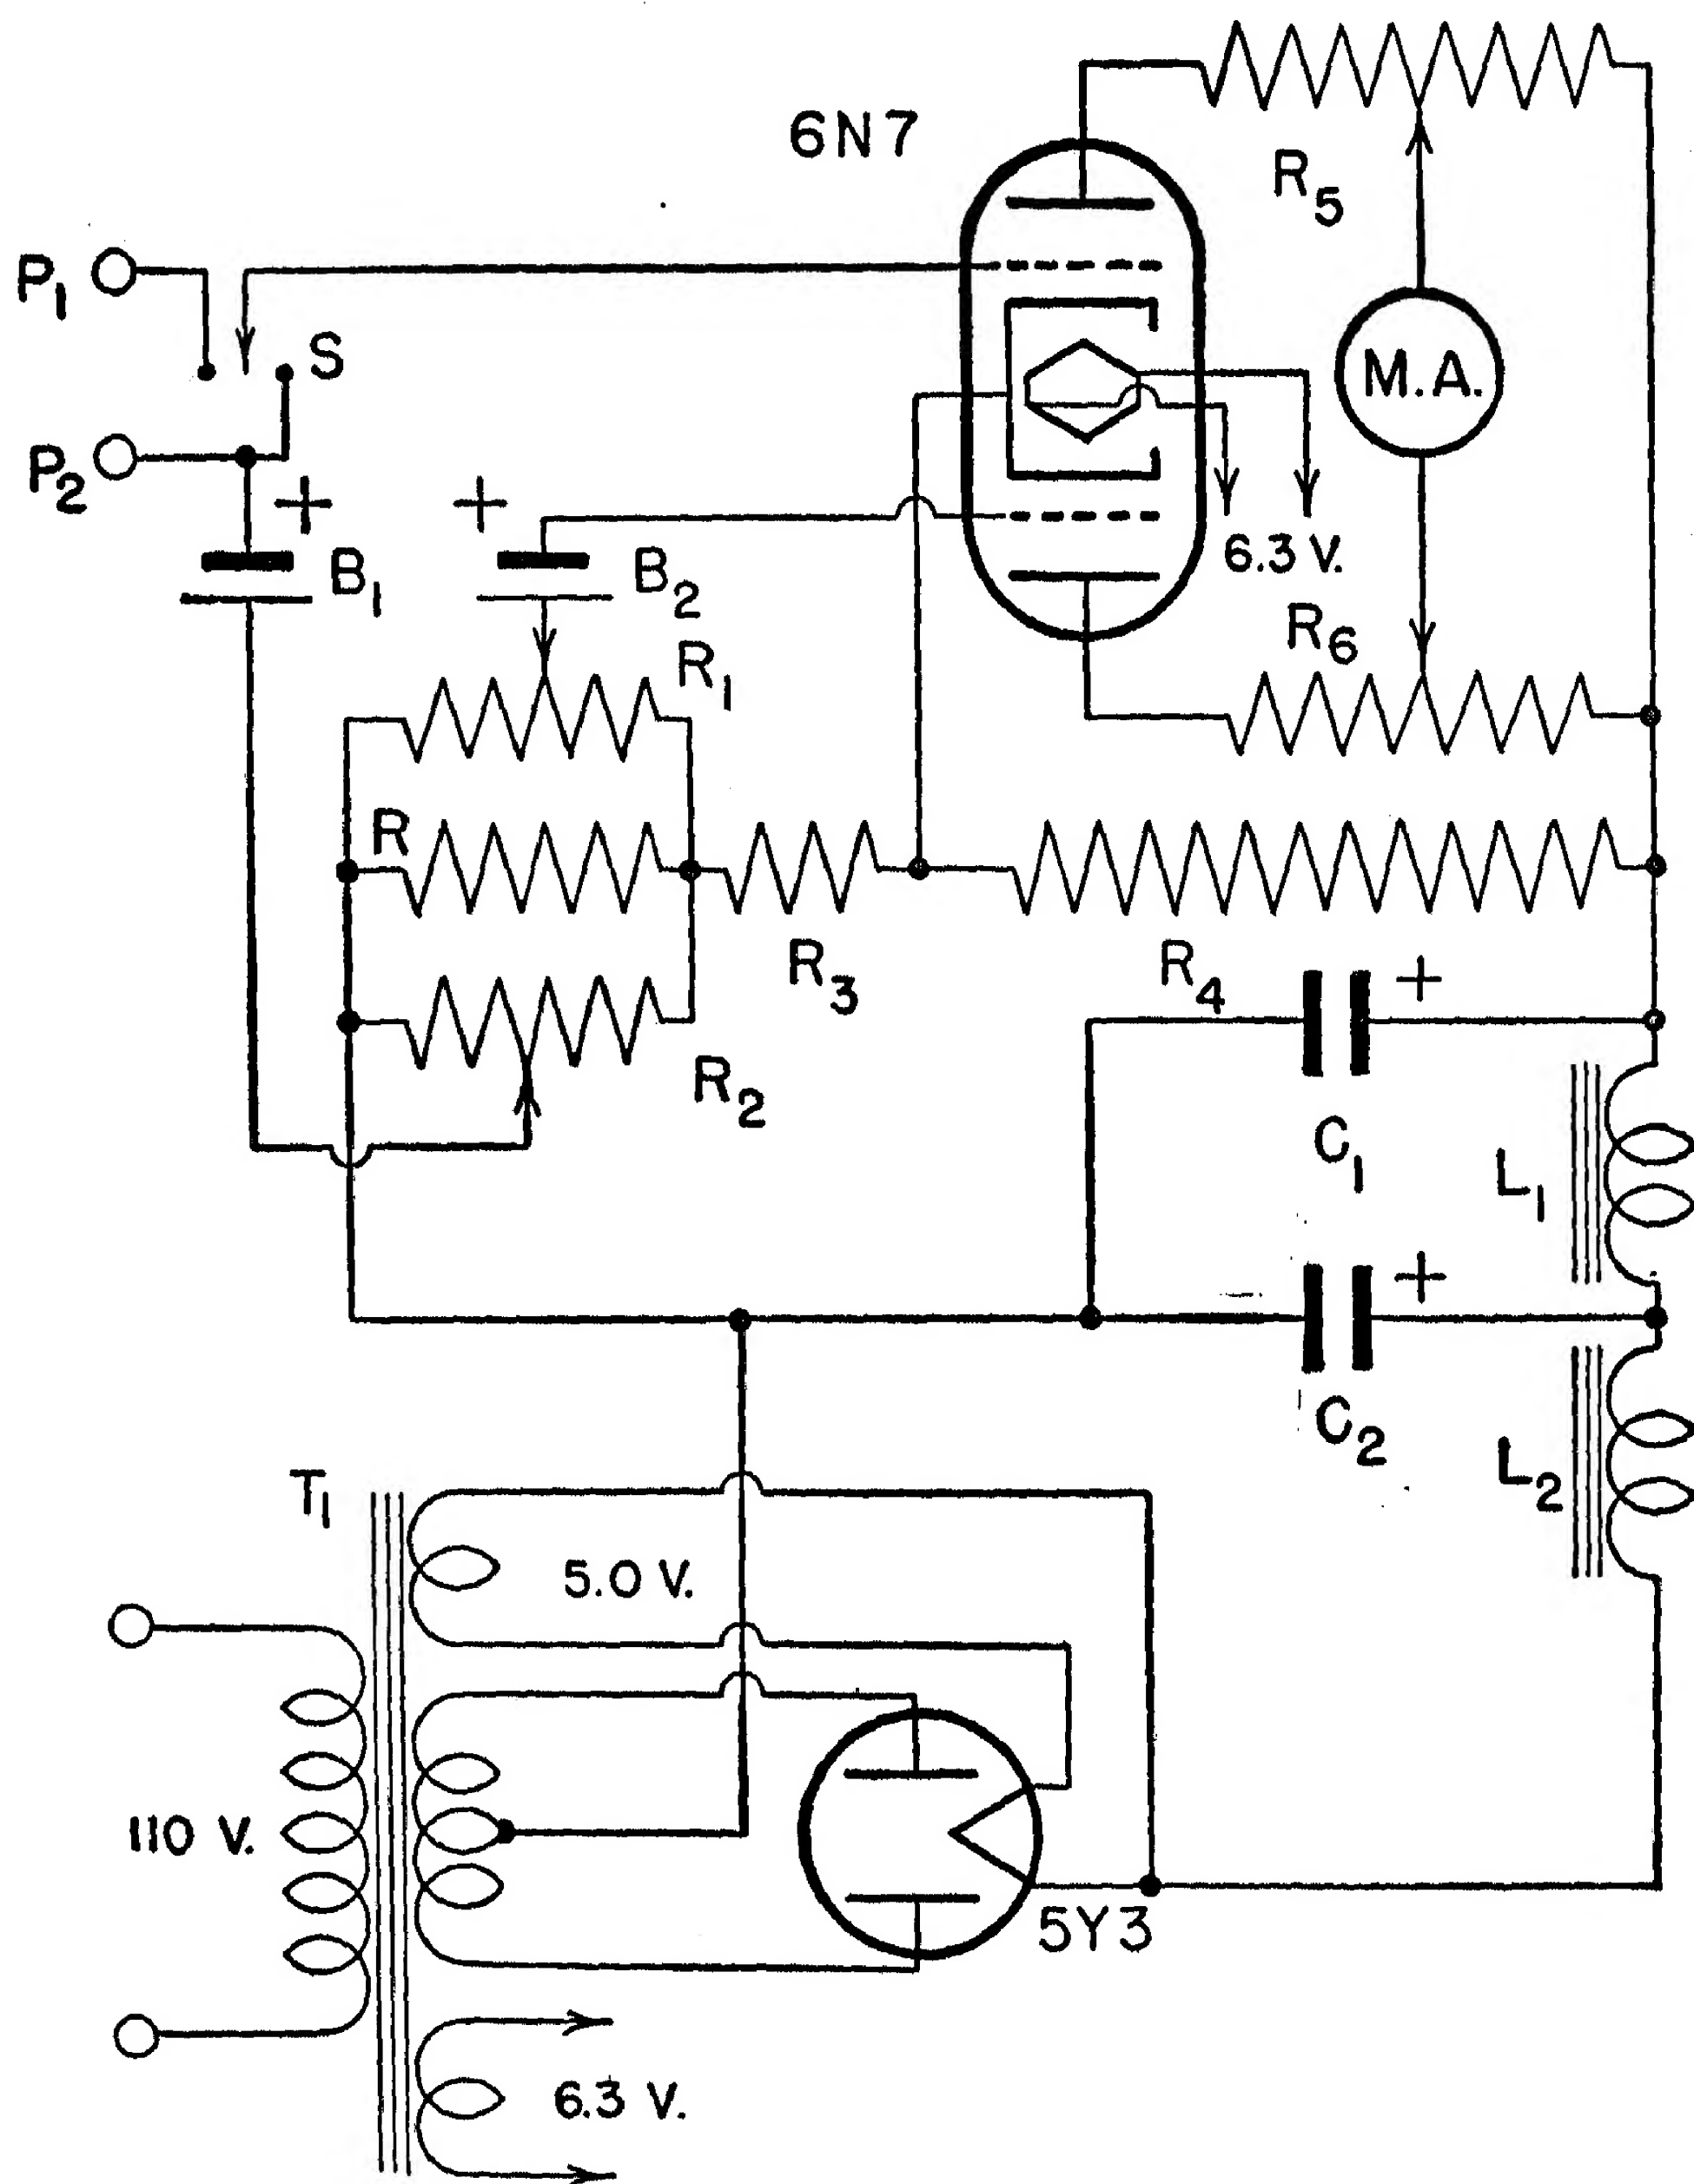 6N7
R5
P1
S
M.A.
P2
+
+
B1
B2
6.3 V.
R6
R1
R
R3
R4
+
R2
C1
L1
+
C2
L2
T1
5.0 V.
110 V.
5Y3
6.3 V.